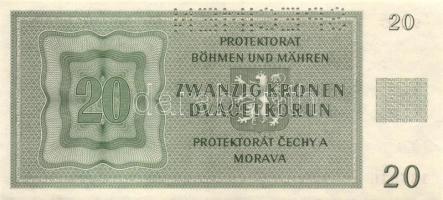 20
PROTEKTORAT
BÖHMEN UND MÄHREN
20
ZWANZIG KRONEN
DVACET KORUN
PROTEKTORÁT ČECHY A
MORAVA
20